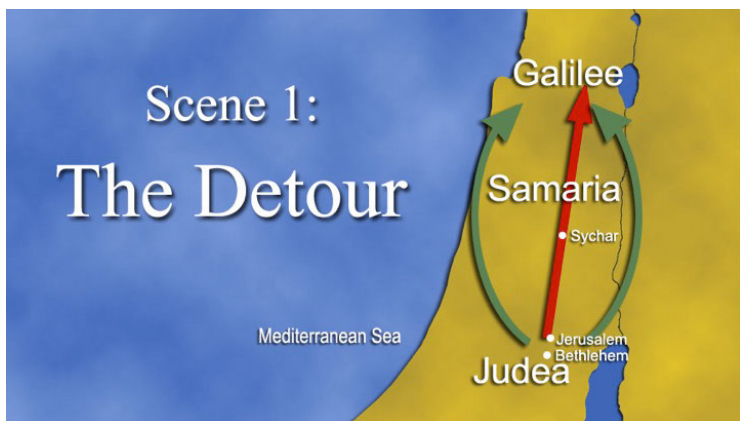 Scene 1:
The Detour
Galilee
Samaria
Sychar
Mediterranean Sea
Jerusalem
Bethlehem
Judea